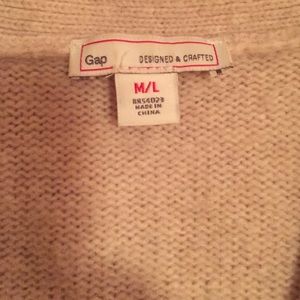 Gap DESIGNED & CRAFTED
M/L
MADE IN
CHINA